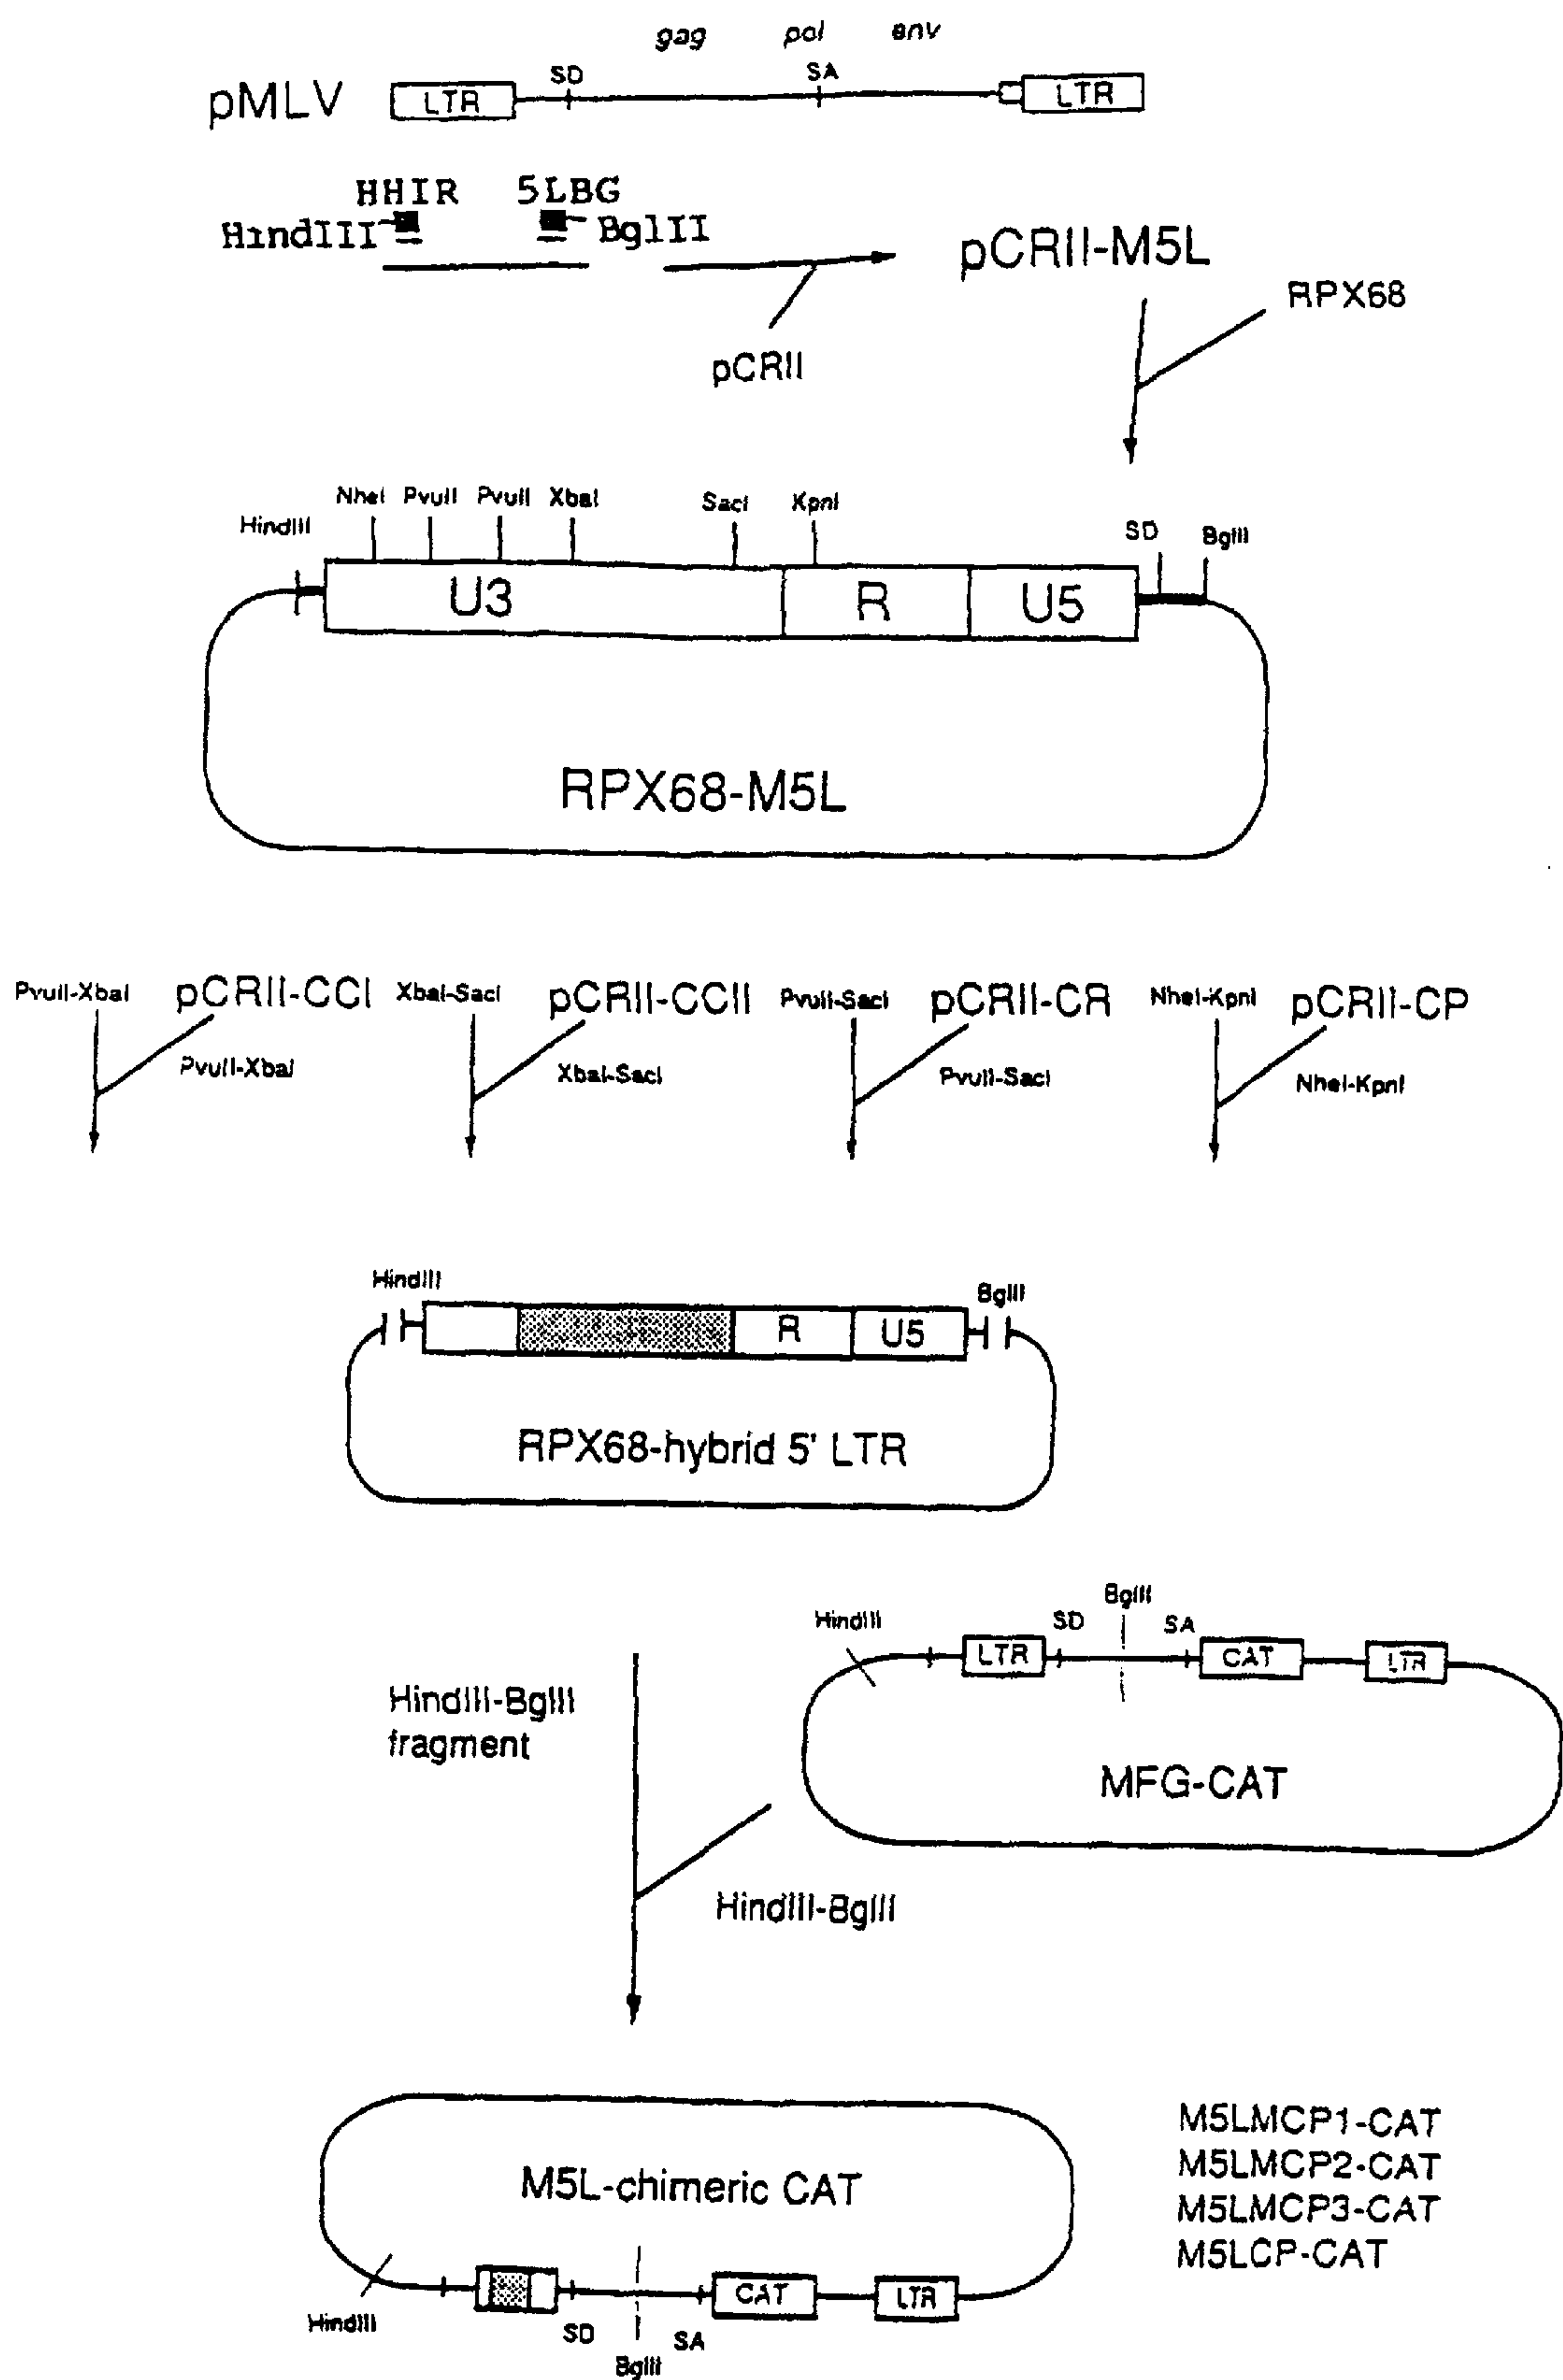 gag pol env
pMLV LTR SD SA LTR
HHIR 5LBG
HindIII BglII
pCRII-M5L
RPX68
pCRII
HindIII NheI PvuII PvuII XbaI SacI KpnI SD BglII
U3 R U5
RPX68-M5L
PvuII-XbaI pCRII-CCI XbaI-SacI pCRII-CCII PvuII-SacI pCRII-CR NheI-KpnI pCRII-CP
PvuII-XbaI XbaI-SacI PvuII-SacI NheI-KpnI
HindIII BglII
R U5
RPX68-hybrid 5' LTR
HindIII SD BglII SA
LTR CAT LTR
HindIII-BglII
fragment
MFG-CAT
HindIII-BglII
M5L-chimeric CAT
M5LMCP1-CAT
M5LMCP2-CAT
M5LMCP3-CAT
M5LCP-CAT
CAT LTR
HindIII SD BglII SA